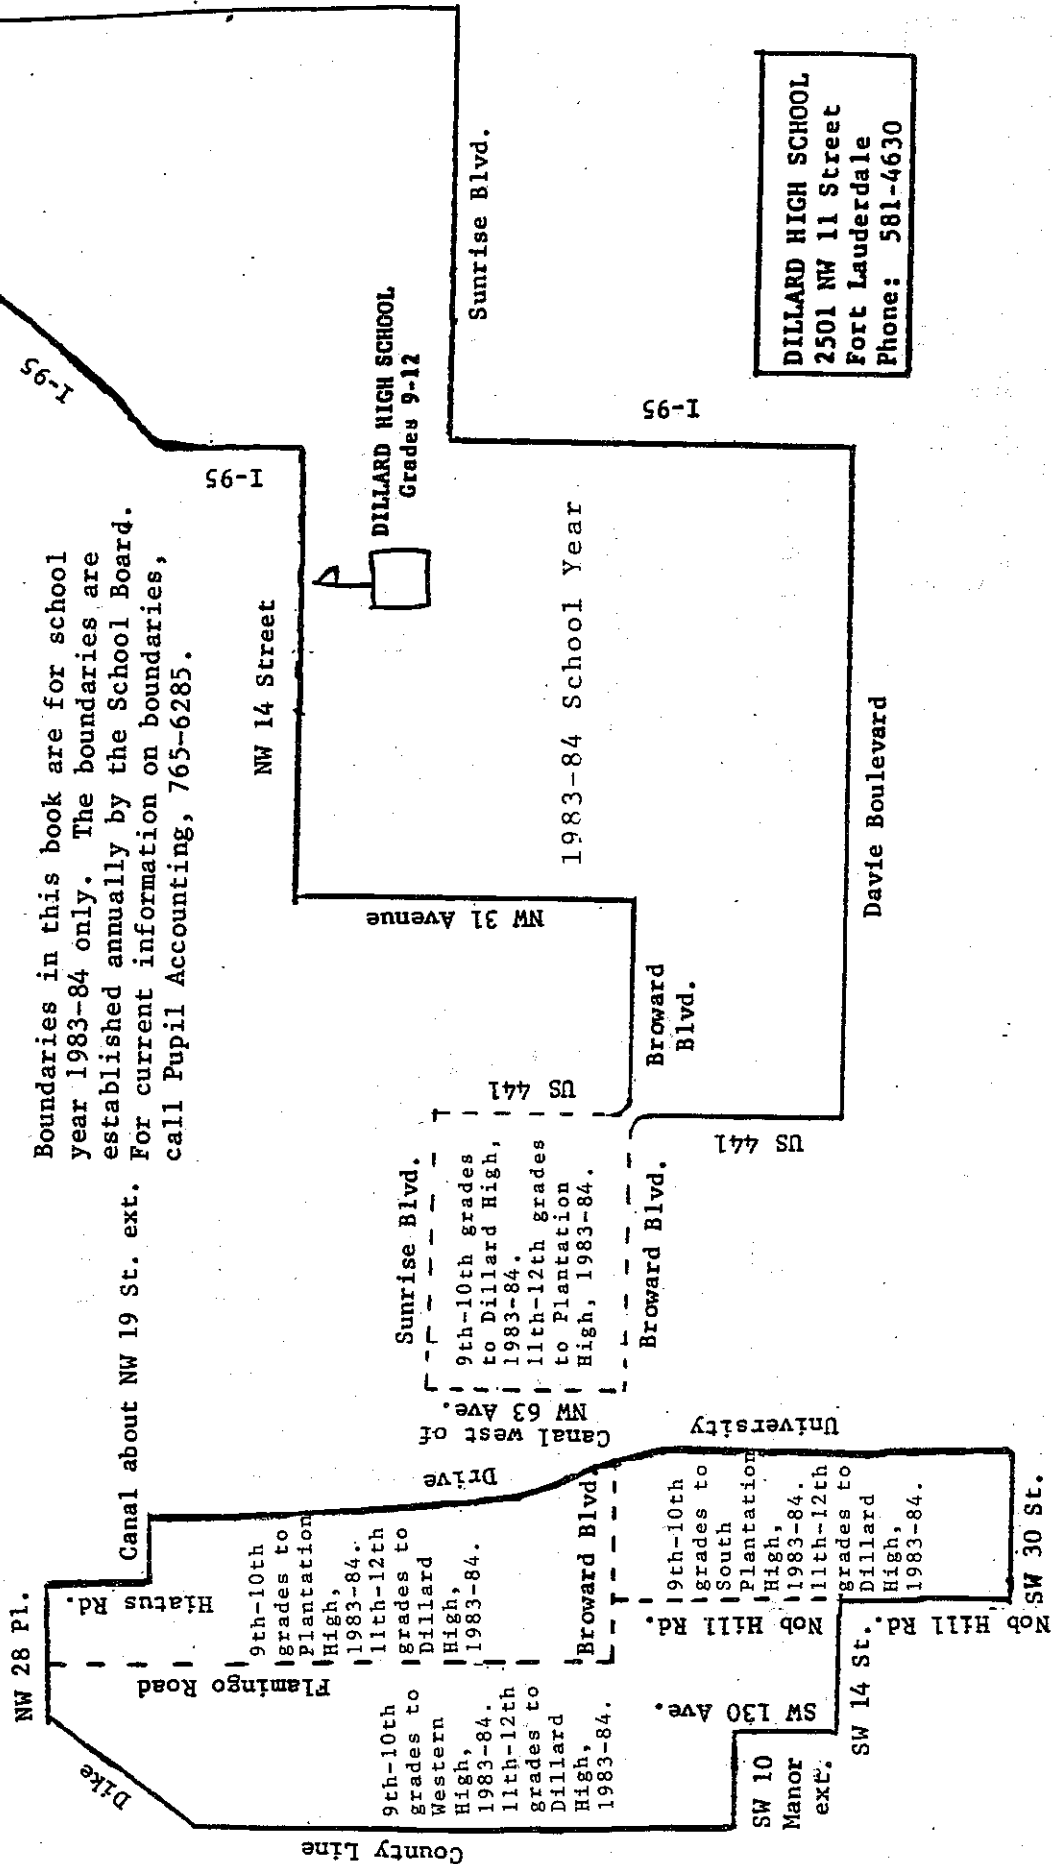 Boundaries in this book are for school
year 1983-84 only. The boundaries are
established annually by the School Board.
For current information on boundaries,
call Pupil Accounting, 765-6285.
NW 28 Pl.
Canal about NW 19 St. ext.
Dike
Hiatus Rd.
Flamingo Road
County Line
9th-10th
grades to
Western
High,
1983-84.
11th-12th
grades to
Dillard
High,
1983-84.
9th-10th
grades to
Plantation
High,
1983-84.
11th-12th
grades to
Dillard
High,
1983-84.
Drive
Broward Blvd.
University
9th-10th
grades to
South
Plantation
High,
1983-84.
11th-12th
grades to
Dillard
High,
1983-84.
Nob Hill Rd.
Nob Hill Rd.
SW 130 Ave.
SW 10
Manor
ext.
SW 14 St.
SW 30 St.
Canal west of
NW 63 Ave.
Sunrise Blvd.
9th-10th grades
to Dillard High,
1983-84.
11th-12th grades
to Plantation
High, 1983-84.
Broward Blvd.
US 441
US 441
Broward
Blvd.
NW 31 Avenue
NW 14 Street
I-95
I-95
DILLARD HIGH SCHOOL
Grades 9-12
1983-84 School Year
Sunrise Blvd.
I-95
Davie Boulevard
DILLARD HIGH SCHOOL
2501 NW 11 Street
Fort Lauderdale
Phone: 581-4630